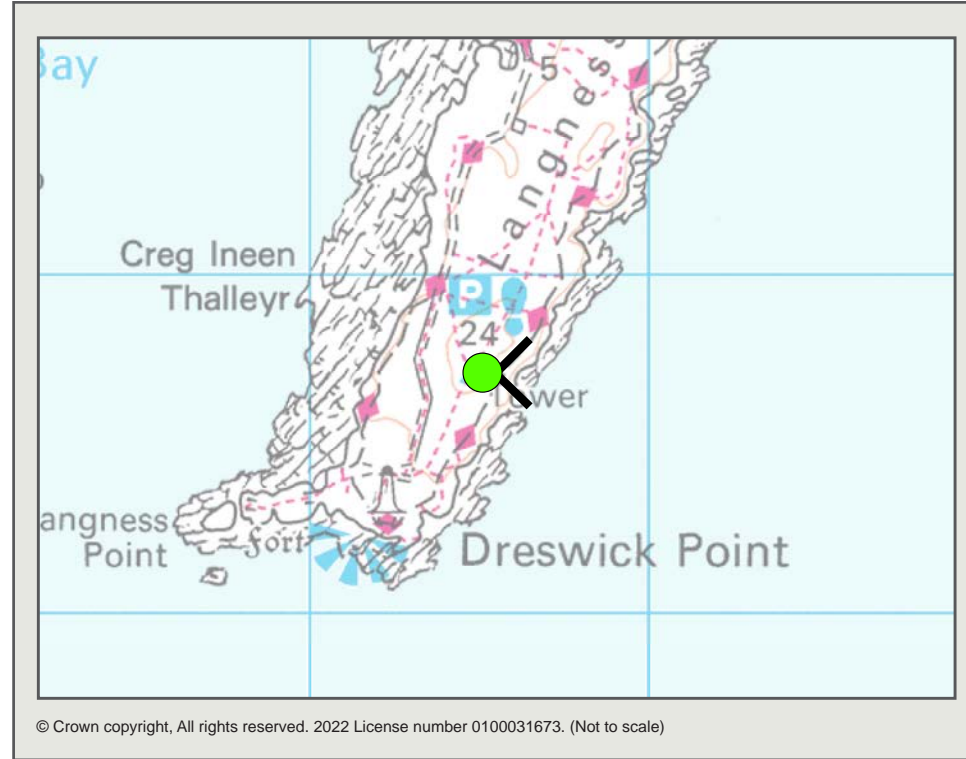 Bay
5
Langness
Creg Ineen
Thalleyr
P
24
Tower
angness
Point
fort
Dreswick Point
© Crown copyright, All rights reserved. 2022 License number 0100031673. (Not to scale)